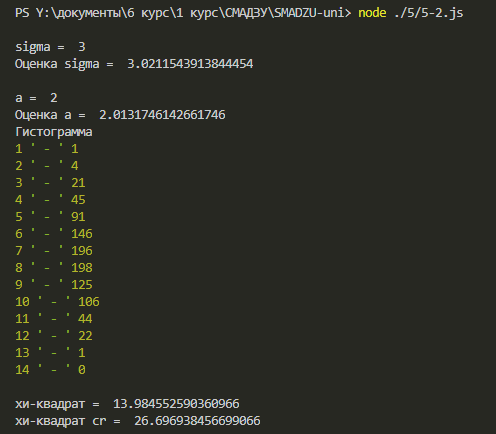 PS Y:\документы\6 курс\1 курс\СМАДЗУ\SMADZU-uni> node ./5/5-2.js
sigma =  3
Оценка sigma =  3.0211543913844454
a =  2
Оценка a =  2.0131746142661746
Гистограмма
1 ' - ' 1
2 ' - ' 4
3 ' - ' 21
4 ' - ' 45
5 ' - ' 91
6 ' - ' 146
7 ' - ' 196
8 ' - ' 198
9 ' - ' 125
10 ' - ' 106
11 ' - ' 44
12 ' - ' 22
13 ' - ' 1
14 ' - ' 0
хи-квадрат =  13.984552590360966
хи-квадрат cr =  26.696938456699066